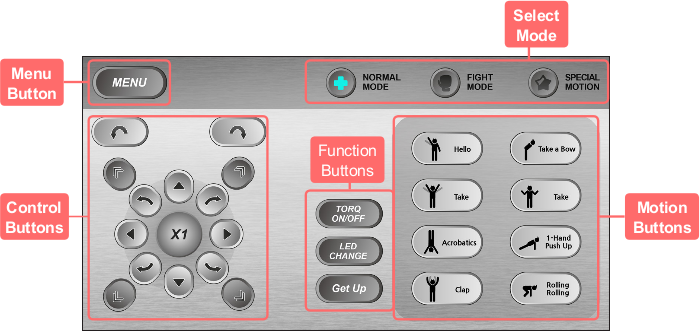 Select
Mode
Menu
Button
MENU
NORMAL
MODE
FIGHT
MODE
SPECIAL
MOTION
Function
Buttons
Control
Buttons
X1
TORQ
ON/OFF
LED
CHANGE
Get Up
Hello
Take a Bow
Take
Take
Acrobatics
1-Hand
Push Up
Clap
Rolling
Rolling
Motion
Buttons